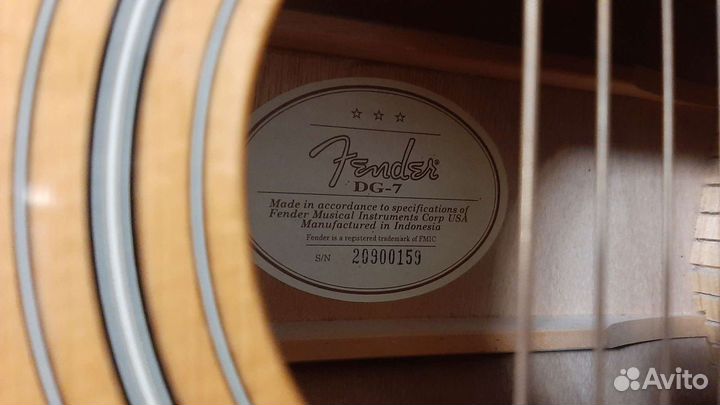 Fender®
DG-7
Made in accordance to specifications of
Fender Musical Instruments Corp USA
Manufactured in Indonesia
Fender is a registered trademark of FMIC
S/N 20900159
Avito